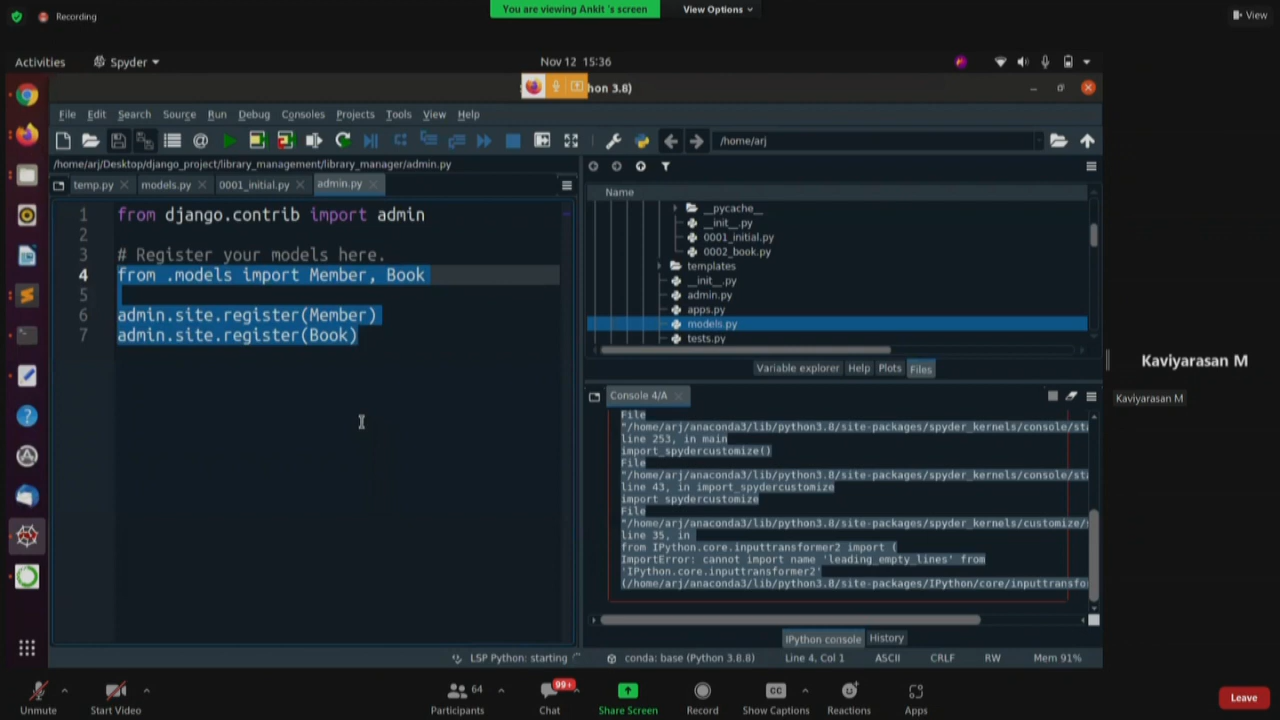 Recording
You are viewing Ankit 's screen
View Options
View
Activities
Spyder
Nov 12 15:36
hon 3.8)
File Edit Search Source Run Debug Consoles Projects Tools View Help
/home/arj
/home/arj/Desktop/django_project/library_management/library_manager/admin.py
temp.py models.py 0001_initial.py admin.py
1 from django.contrib import admin
2
3 # Register your models here.
4 from .models import Member, Book
5
6 admin.site.register(Member)
7 admin.site.register(Book)
Name
__pycache__
__init__.py
0001_initial.py
0002_book.py
templates
__init__.py
admin.py
apps.py
models.py
tests.py
Variable explorer Help Plots Files
Console 4/A
File
"/home/arj/anaconda3/lib/python3.8/site-packages/spyder_kernels/console/sta
line 253, in main
import_spydercustomize()
File
"/home/arj/anaconda3/lib/python3.8/site-packages/spyder_kernels/console/sta
line 43, in import_spydercustomize
import spydercustomize
File
"/home/arj/anaconda3/lib/python3.8/site-packages/spyder_kernels/customize/s
line 35, in
from IPython.core.inputtransformer2 import (
ImportError: cannot import name 'leading_empty_lines' from
'IPython.core.inputtransformer2'
(/home/arj/anaconda3/lib/python3.8/site-packages/IPython/core/inputtransfo
IPython console History
LSP Python: starting
conda: base (Python 3.8.8)
Line 4, Col 1
ASCII
CRLF
RW
Mem 91%
Kaviyarasan M
Kaviyarasan M
Unmute
Start Video
64
Participants
99+
Chat
Share Screen
Record
CC
Show Captions
Reactions
Apps
Leave